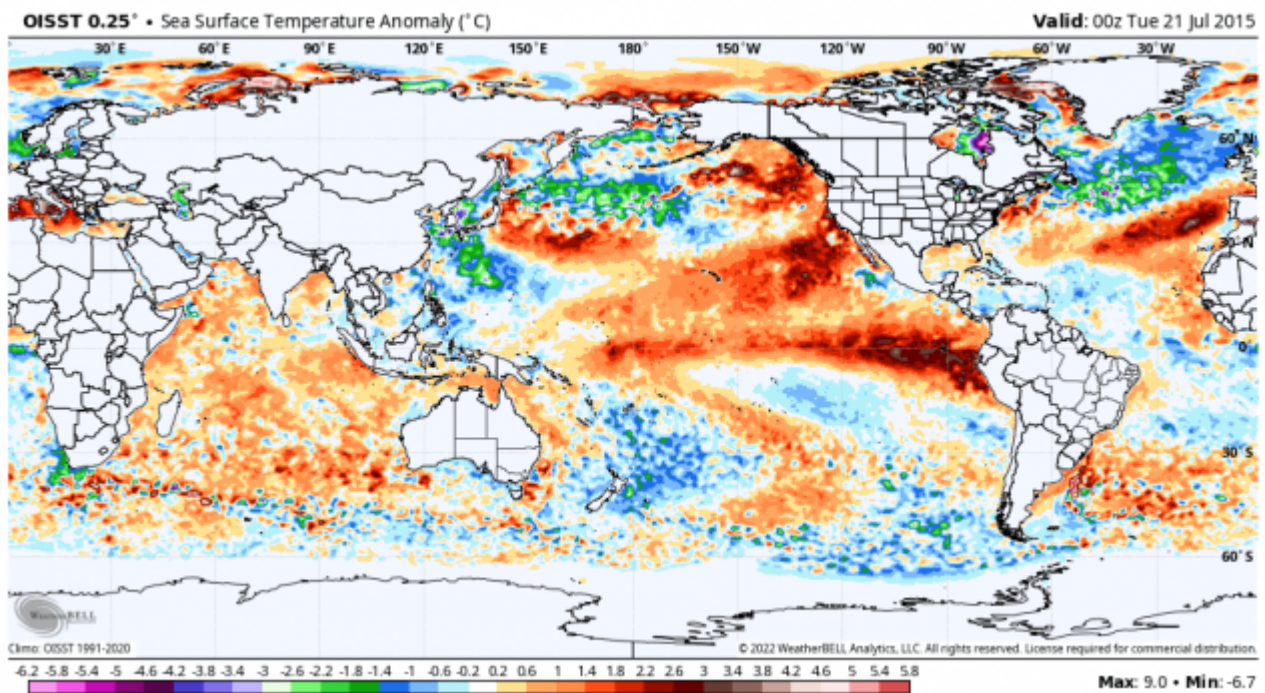 OISST 0.25° • Sea Surface Temperature Anomaly (°C)
Valid: 00z Tue 21 Jul 2015
30°E 60°E 90°E 120°E 150°E 180° 150°W 120°W 90°W 60°W 30°W
60°N
30°N
0
30°S
60°S
WeatherBELL
Climo: OISST 1991-2020
© 2022 WeatherBELL Analytics, LLC. All rights reserved. License required for commercial distribution.
-6.2 -5.8 -5.4 -5 -4.6 -4.2 -3.8 -3.4 -3 -2.6 -2.2 -1.8 -1.4 -1 -0.6 -0.2 0.2 0.6 1 1.4 1.8 2.2 2.6 3 3.4 3.8 4.2 4.6 5 5.4 5.8
Max: 9.0 • Min: -6.7